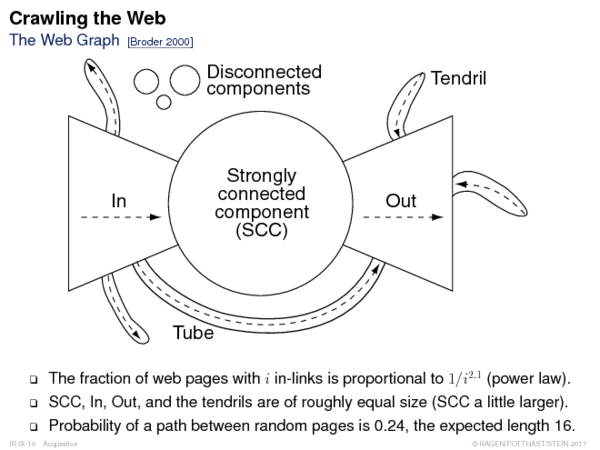 Crawling the Web
The Web Graph [Broder 2000]
Disconnected
components
Tendril
Strongly
connected
component
(SCC)
In
Out
Tube
❑ The fraction of web pages with i in-links is proportional to 1/i^2.1 (power law).
❑ SCC, In, Out, and the tendrils are of roughly equal size (SCC a little larger).
❑ Probability of a path between random pages is 0.24, the expected length 16.
IR:IX-19 Acquisition © HAGEN/POTTHAST/STEIN 2017